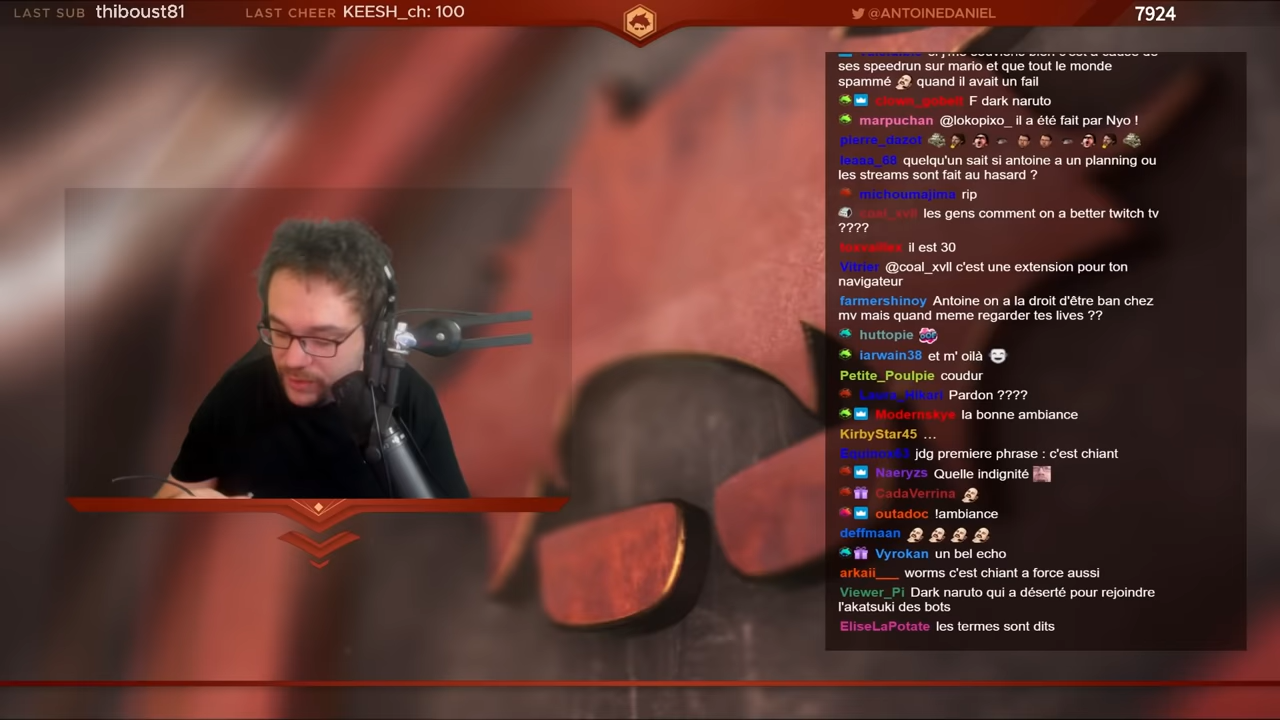 LAST SUB thiboust81 LAST CHEER KEESH_ch: 100 @ANTOINEDANIEL 7924
ses speedrun sur mario et que tout le monde
spammé quand il avait un fail
clown_gobeil F dark naruto
marpuchan @lokopixo_ il a été fait par Nyo !
pierre_dazot
leaaa_68 quelqu'un sait si antoine a un planning ou
les streams sont fait au hasard ?
michoumajima rip
coal_xvll les gens comment on a better twitch tv
????
il est 30
Vitrier @coal_xvll c'est une extension pour ton
navigateur
farmershinoy Antoine on a la droit d'être ban chez
mv mais quand meme regarder tes lives ??
huttopie
iarwain38 et m' oilà
Petite_Poulpie coudur
Laura_Hikari Pardon ????
Modernskye la bonne ambiance
KirbyStar45 …
jdg premiere phrase : c'est chiant
Naeryzs Quelle indignité
CadaVerrina
outadoc !ambiance
deffmaan
Vyrokan un bel echo
arkaii___ worms c'est chiant a force aussi
Viewer_Pi Dark naruto qui a déserté pour rejoindre
l'akatsuki des bots
EliseLaPotate les termes sont dits